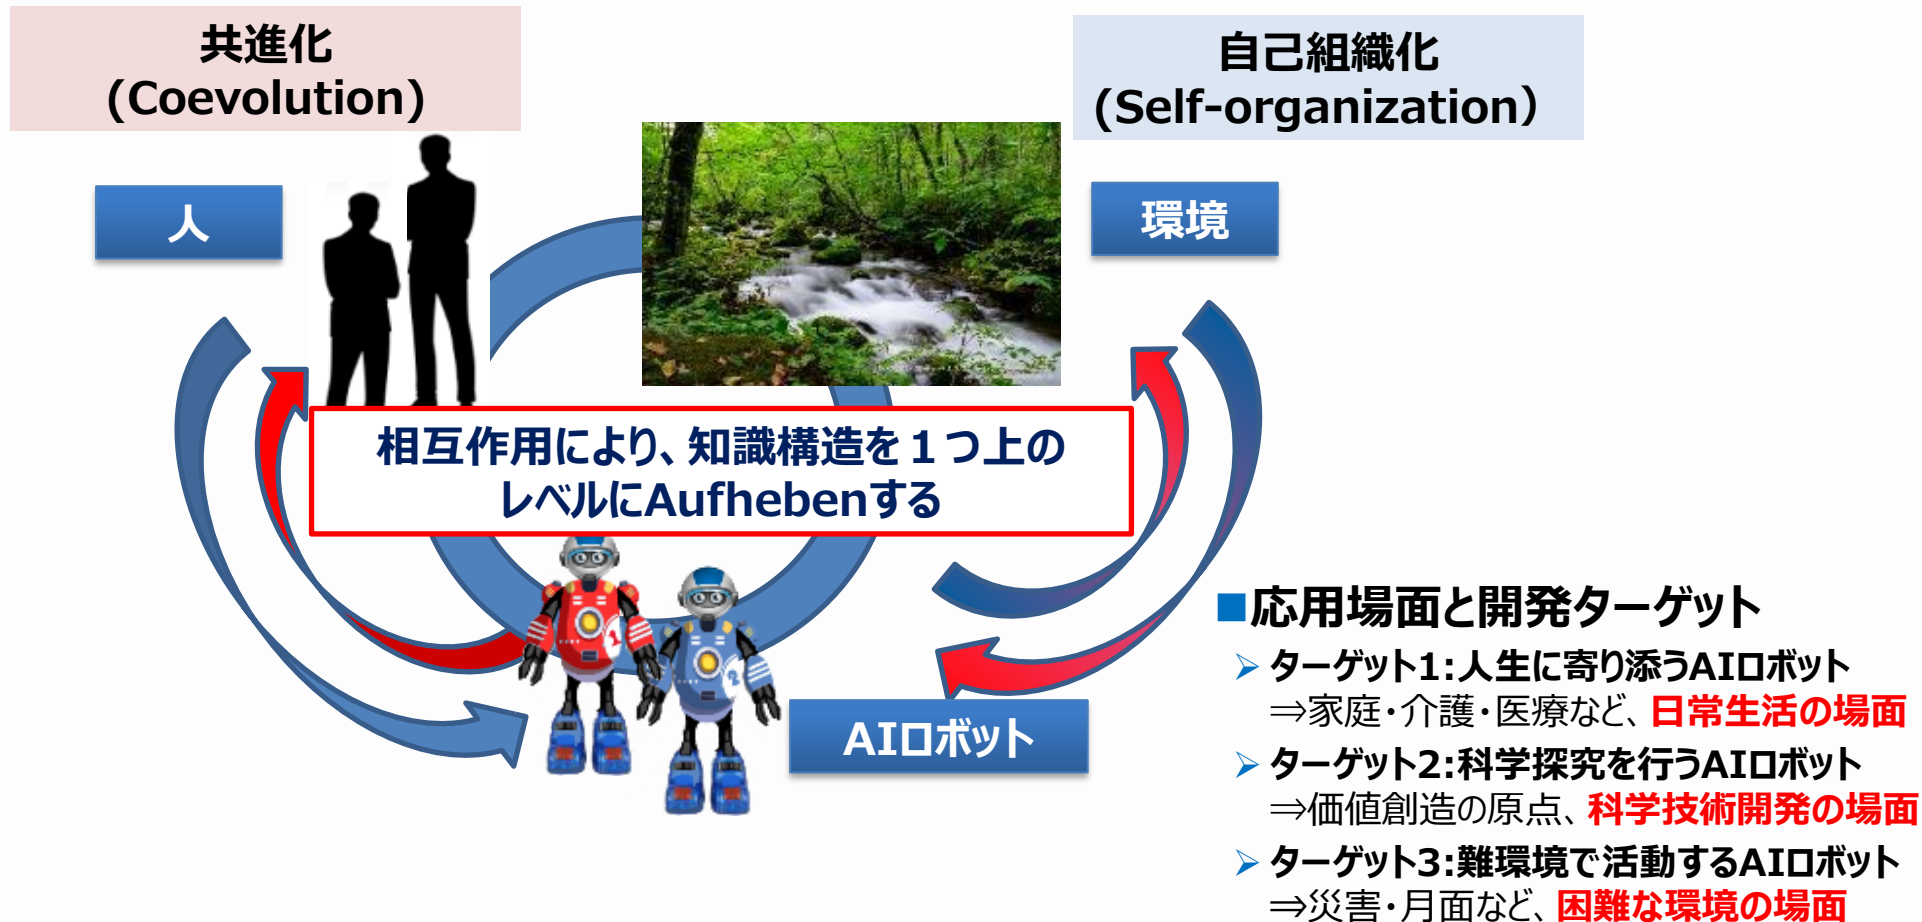 共進化
(Coevolution)
自己組織化
(Self-organization)
人
環境
相互作用により、知識構造を１つ上の
レベルにAufhebenする
AIロボット
■応用場面と開発ターゲット
➢ ターゲット1:人生に寄り添うAIロボット
⇒家庭・介護・医療など、日常生活の場面
➢ ターゲット2:科学探究を行うAIロボット
⇒価値創造の原点、科学技術開発の場面
➢ ターゲット3:難環境で活動するAIロボット
⇒災害・月面など、困難な環境の場面
1
2